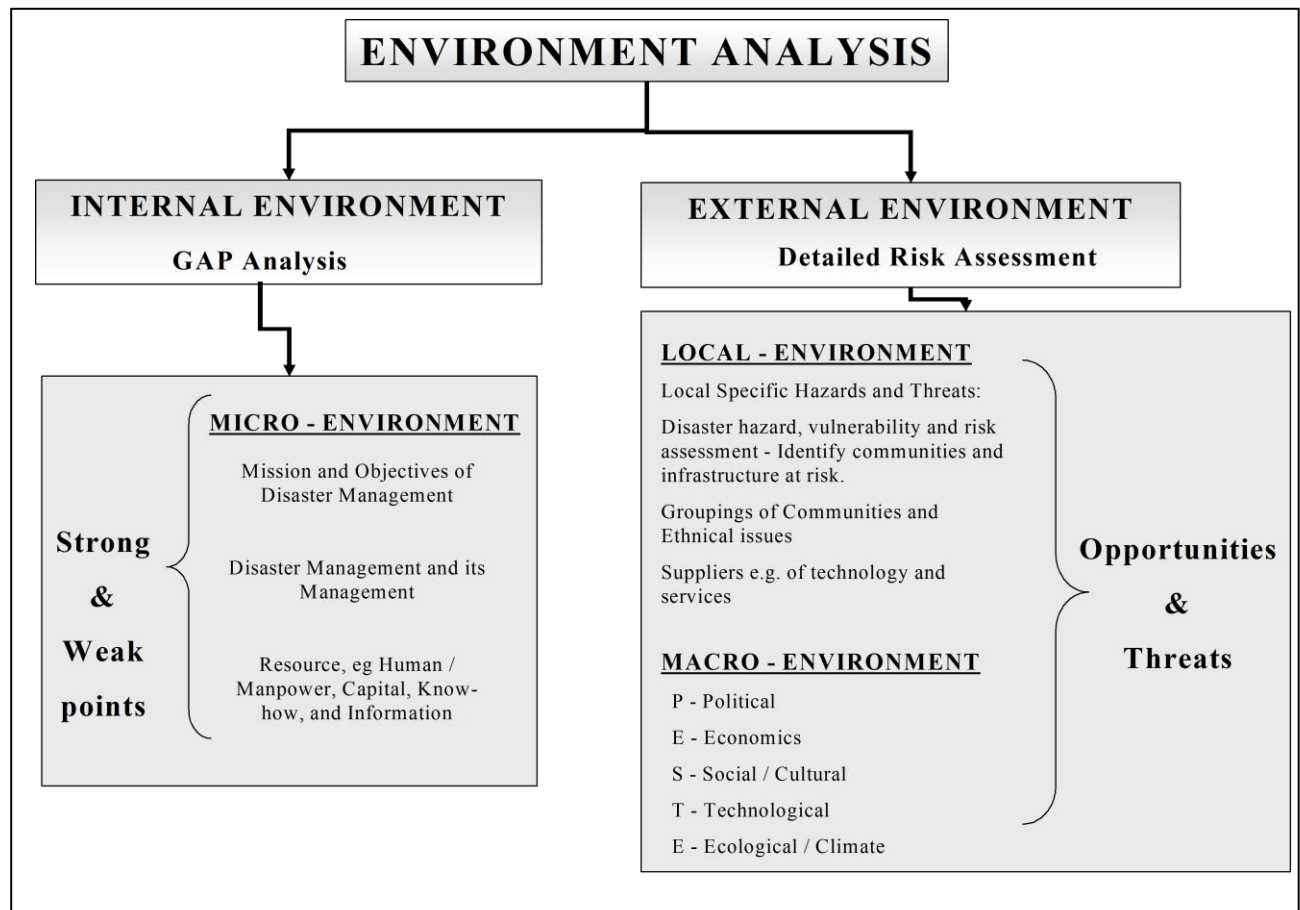 ENVIRONMENT ANALYSIS
INTERNAL ENVIRONMENT
GAP Analysis
EXTERNAL ENVIRONMENT
Detailed Risk Assessment
Strong
&
Weak
points
MICRO - ENVIRONMENT
Mission and Objectives of
Disaster Management
Disaster Management and its
Management
Resource, eg Human /
Manpower, Capital, Know-
how, and Information
LOCAL - ENVIRONMENT
Local Specific Hazards and Threats:
Disaster hazard, vulnerability and risk
assessment - Identify communities and
infrastructure at risk.
Groupings of Communities and
Ethnical issues
Suppliers e.g. of technology and
services
MACRO - ENVIRONMENT
P - Political
E - Economics
S - Social / Cultural
T - Technological
E - Ecological / Climate
Opportunities
&
Threats